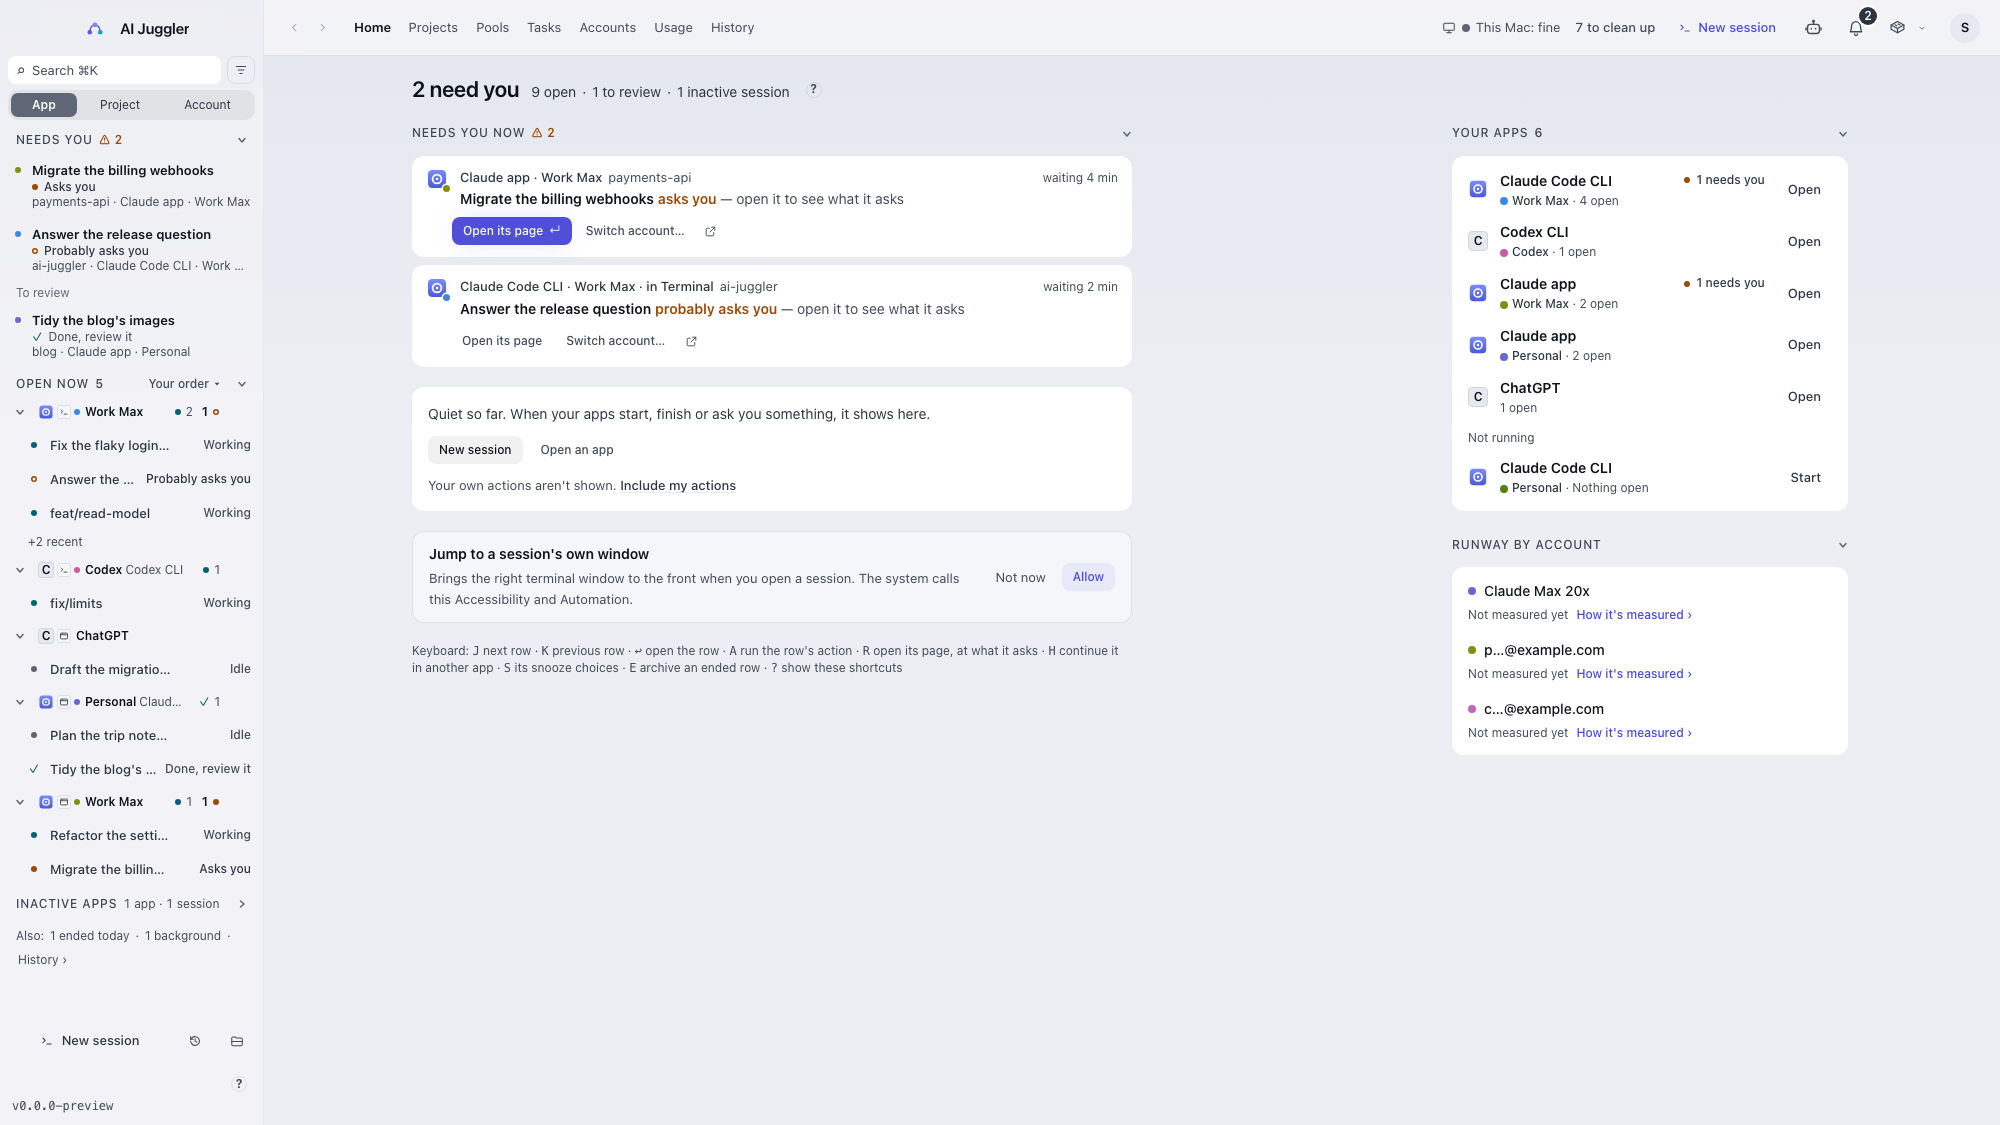 AI Juggler
Search ⌘K
App Project Account
NEEDS YOU 2
Migrate the billing webhooks
Asks you
payments-api · Claude app · Work Max
Answer the release question
Probably asks you
ai-juggler · Claude Code CLI · Work ...
To review
Tidy the blog's images
Done, review it
blog · Claude app · Personal
OPEN NOW 5 Your order
Work Max 2 1
Fix the flaky login... Working
Answer the ... Probably asks you
feat/read-model Working
+2 recent
C Codex Codex CLI 1
fix/limits Working
C ChatGPT
Draft the migratio... Idle
Personal Claud... 1
Plan the trip note... Idle
Tidy the blog's ... Done, review it
Work Max 1 1
Refactor the setti... Working
Migrate the billin... Asks you
INACTIVE APPS 1 app · 1 session
Also: 1 ended today · 1 background ·
History ›
New session
?
v0.0.0-preview
Home Projects Pools Tasks Accounts Usage History
This Mac: fine 7 to clean up New session 2 S
2 need you 9 open · 1 to review · 1 inactive session ?
NEEDS YOU NOW 2
Claude app · Work Max payments-api waiting 4 min
Migrate the billing webhooks asks you — open it to see what it asks
Open its page ↵ Switch account...
Claude Code CLI · Work Max · in Terminal ai-juggler waiting 2 min
Answer the release question probably asks you — open it to see what it asks
Open its page Switch account...
Quiet so far. When your apps start, finish or ask you something, it shows here.
New session Open an app
Your own actions aren't shown. Include my actions
Jump to a session's own window
Brings the right terminal window to the front when you open a session. The system calls
this Accessibility and Automation.
Not now Allow
Keyboard: J next row · K previous row · ↩ open the row · A run the row's action · R open its page, at what it asks · H continue it
in another app · S its snooze choices · E archive an ended row · ? show these shortcuts
YOUR APPS 6
Claude Code CLI 1 needs you Open
Work Max · 4 open
C Codex CLI Open
Codex · 1 open
Claude app 1 needs you Open
Work Max · 2 open
Claude app Open
Personal · 2 open
C ChatGPT Open
1 open
Not running
Claude Code CLI Start
Personal · Nothing open
RUNWAY BY ACCOUNT
Claude Max 20x
Not measured yet How it's measured ›
p...@example.com
Not measured yet How it's measured ›
c...@example.com
Not measured yet How it's measured ›